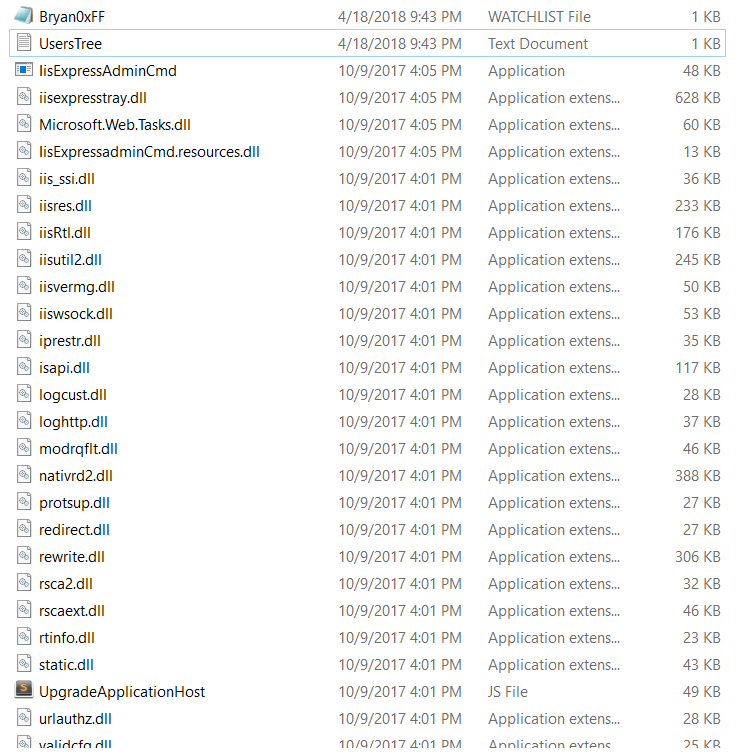 Bryan0xFF 4/18/2018 9:43 PM WATCHLIST File 1 KB
UsersTree 4/18/2018 9:43 PM Text Document 1 KB
IisExpressAdminCmd 10/9/2017 4:05 PM Application 48 KB
iisexpresstray.dll 10/9/2017 4:05 PM Application extens... 628 KB
Microsoft.Web.Tasks.dll 10/9/2017 4:05 PM Application extens... 60 KB
IisExpressadminCmd.resources.dll 10/9/2017 4:05 PM Application extens... 13 KB
iis_ssi.dll 10/9/2017 4:01 PM Application extens... 36 KB
iisres.dll 10/9/2017 4:01 PM Application extens... 233 KB
iisRtl.dll 10/9/2017 4:01 PM Application extens... 176 KB
iisutil2.dll 10/9/2017 4:01 PM Application extens... 245 KB
iisvermg.dll 10/9/2017 4:01 PM Application extens... 50 KB
iiswsock.dll 10/9/2017 4:01 PM Application extens... 53 KB
iprestr.dll 10/9/2017 4:01 PM Application extens... 35 KB
isapi.dll 10/9/2017 4:01 PM Application extens... 117 KB
logcust.dll 10/9/2017 4:01 PM Application extens... 28 KB
loghttp.dll 10/9/2017 4:01 PM Application extens... 37 KB
modrqflt.dll 10/9/2017 4:01 PM Application extens... 46 KB
nativrd2.dll 10/9/2017 4:01 PM Application extens... 388 KB
protsup.dll 10/9/2017 4:01 PM Application extens... 27 KB
redirect.dll 10/9/2017 4:01 PM Application extens... 27 KB
rewrite.dll 10/9/2017 4:01 PM Application extens... 306 KB
rsca2.dll 10/9/2017 4:01 PM Application extens... 32 KB
rscaext.dll 10/9/2017 4:01 PM Application extens... 46 KB
rtinfo.dll 10/9/2017 4:01 PM Application extens... 23 KB
static.dll 10/9/2017 4:01 PM Application extens... 43 KB
UpgradeApplicationHost 10/9/2017 4:01 PM JS File 49 KB
urlauthz.dll 10/9/2017 4:01 PM Application extens... 28 KB
validcfg.dll 10/9/2017 4:01 PM Application extens... 25 KB